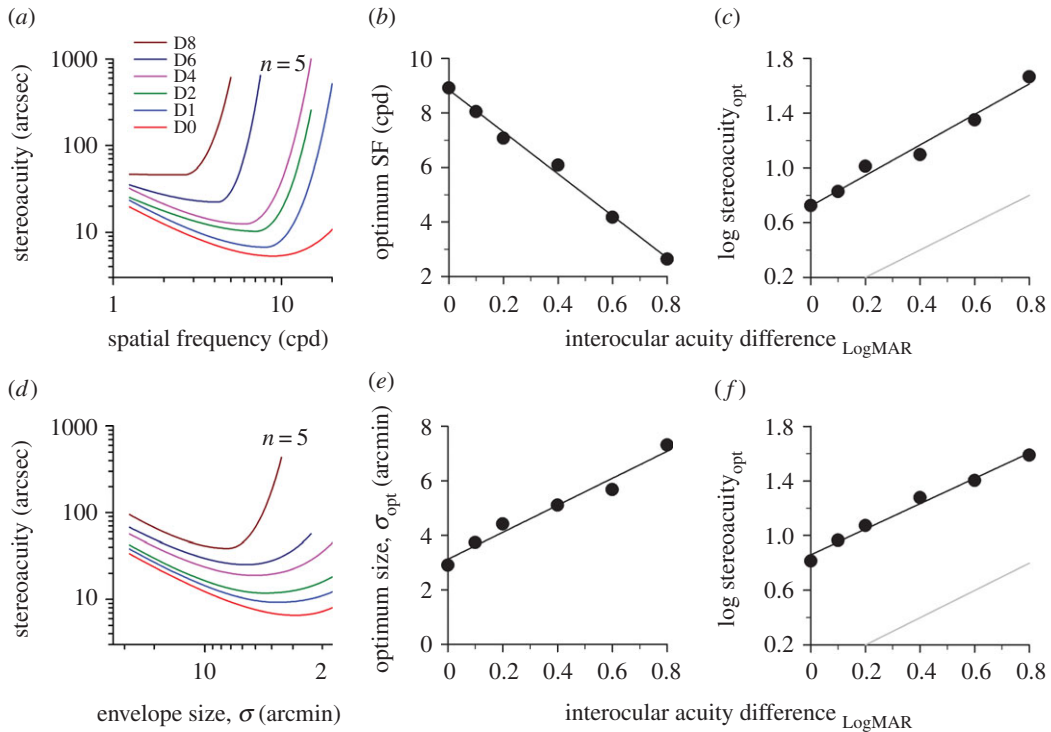 (a)
D8
D6
D4
D2
D1
D0
n = 5
1000
100
10
1
10
stereoacuity (arcsec)
spatial frequency (cpd)
(b)
10
8
6
4
2
0
0.2
0.4
0.6
0.8
optimum SF (cpd)
(c)
1.8
1.4
1.0
0.6
0.2
0
0.2
0.4
0.6
0.8
log stereoacuity opt
interocular acuity difference LogMAR
(d)
n = 5
1000
100
10
10
2
stereoacuity (arcsec)
envelope size, σ (arcmin)
(e)
8
6
4
2
0
0
0.2
0.4
0.6
0.8
optimum size, σopt (arcmin)
(f)
1.8
1.4
1.0
0.6
0.2
0
0.2
0.4
0.6
0.8
log stereoacuity opt
interocular acuity difference LogMAR